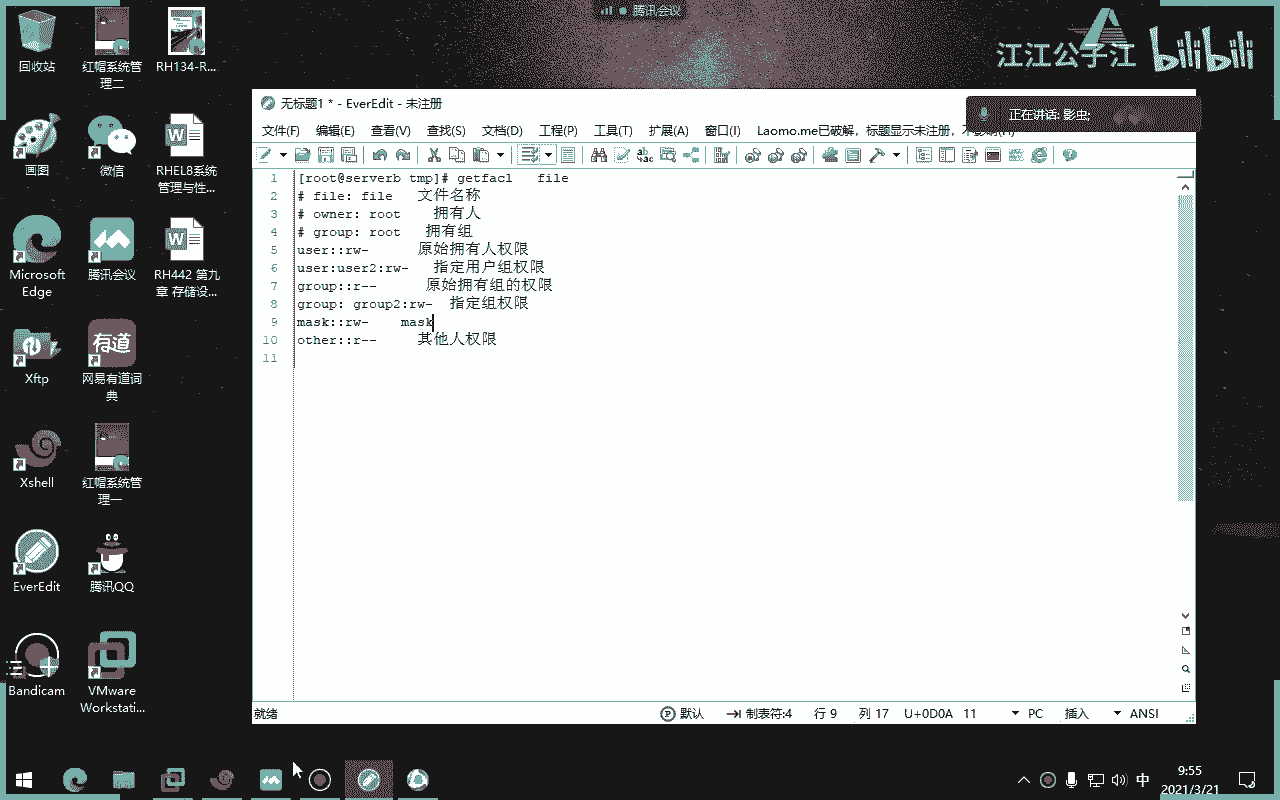 腾讯会议
江江公子江 bilibili
回收站
红帽系统管理二
RH134-R...
画图
微信
RHEL8系统管理与性...
Microsoft Edge
腾讯会议
RH442 第九章 存储设...
Xftp
有道
网易有道词典
Xshell
红帽系统管理一
EverEdit
腾讯QQ
Bandicam
VMware Workstati...
无标题1 * - EverEdit - 未注册
正在讲话: 影虫;
文件(F) 编辑(E) 查看(V) 查找(S) 文档(D) 工程(P) 工具(T) 扩展(A) 窗口(I) Laomo.me已破解，标题显示未注册，
1 [root@serverb tmp]# getfacl file
2 # file: file 文件名称
3 # owner: root 拥有人
4 # group: root 拥有组
5 user::rw- 原始拥有人权限
6 user:user2:rw- 指定用户组权限
7 group::r-- 原始拥有组的权限
8 group: group2:rw- 指定组权限
9 mask::rw- mask
10 other::r-- 其他人权限
11
就绪 默认 制表符:4 行 9 列 17 U+0D0A 11 PC 插入 ANSI
中 9:55
2021/3/21